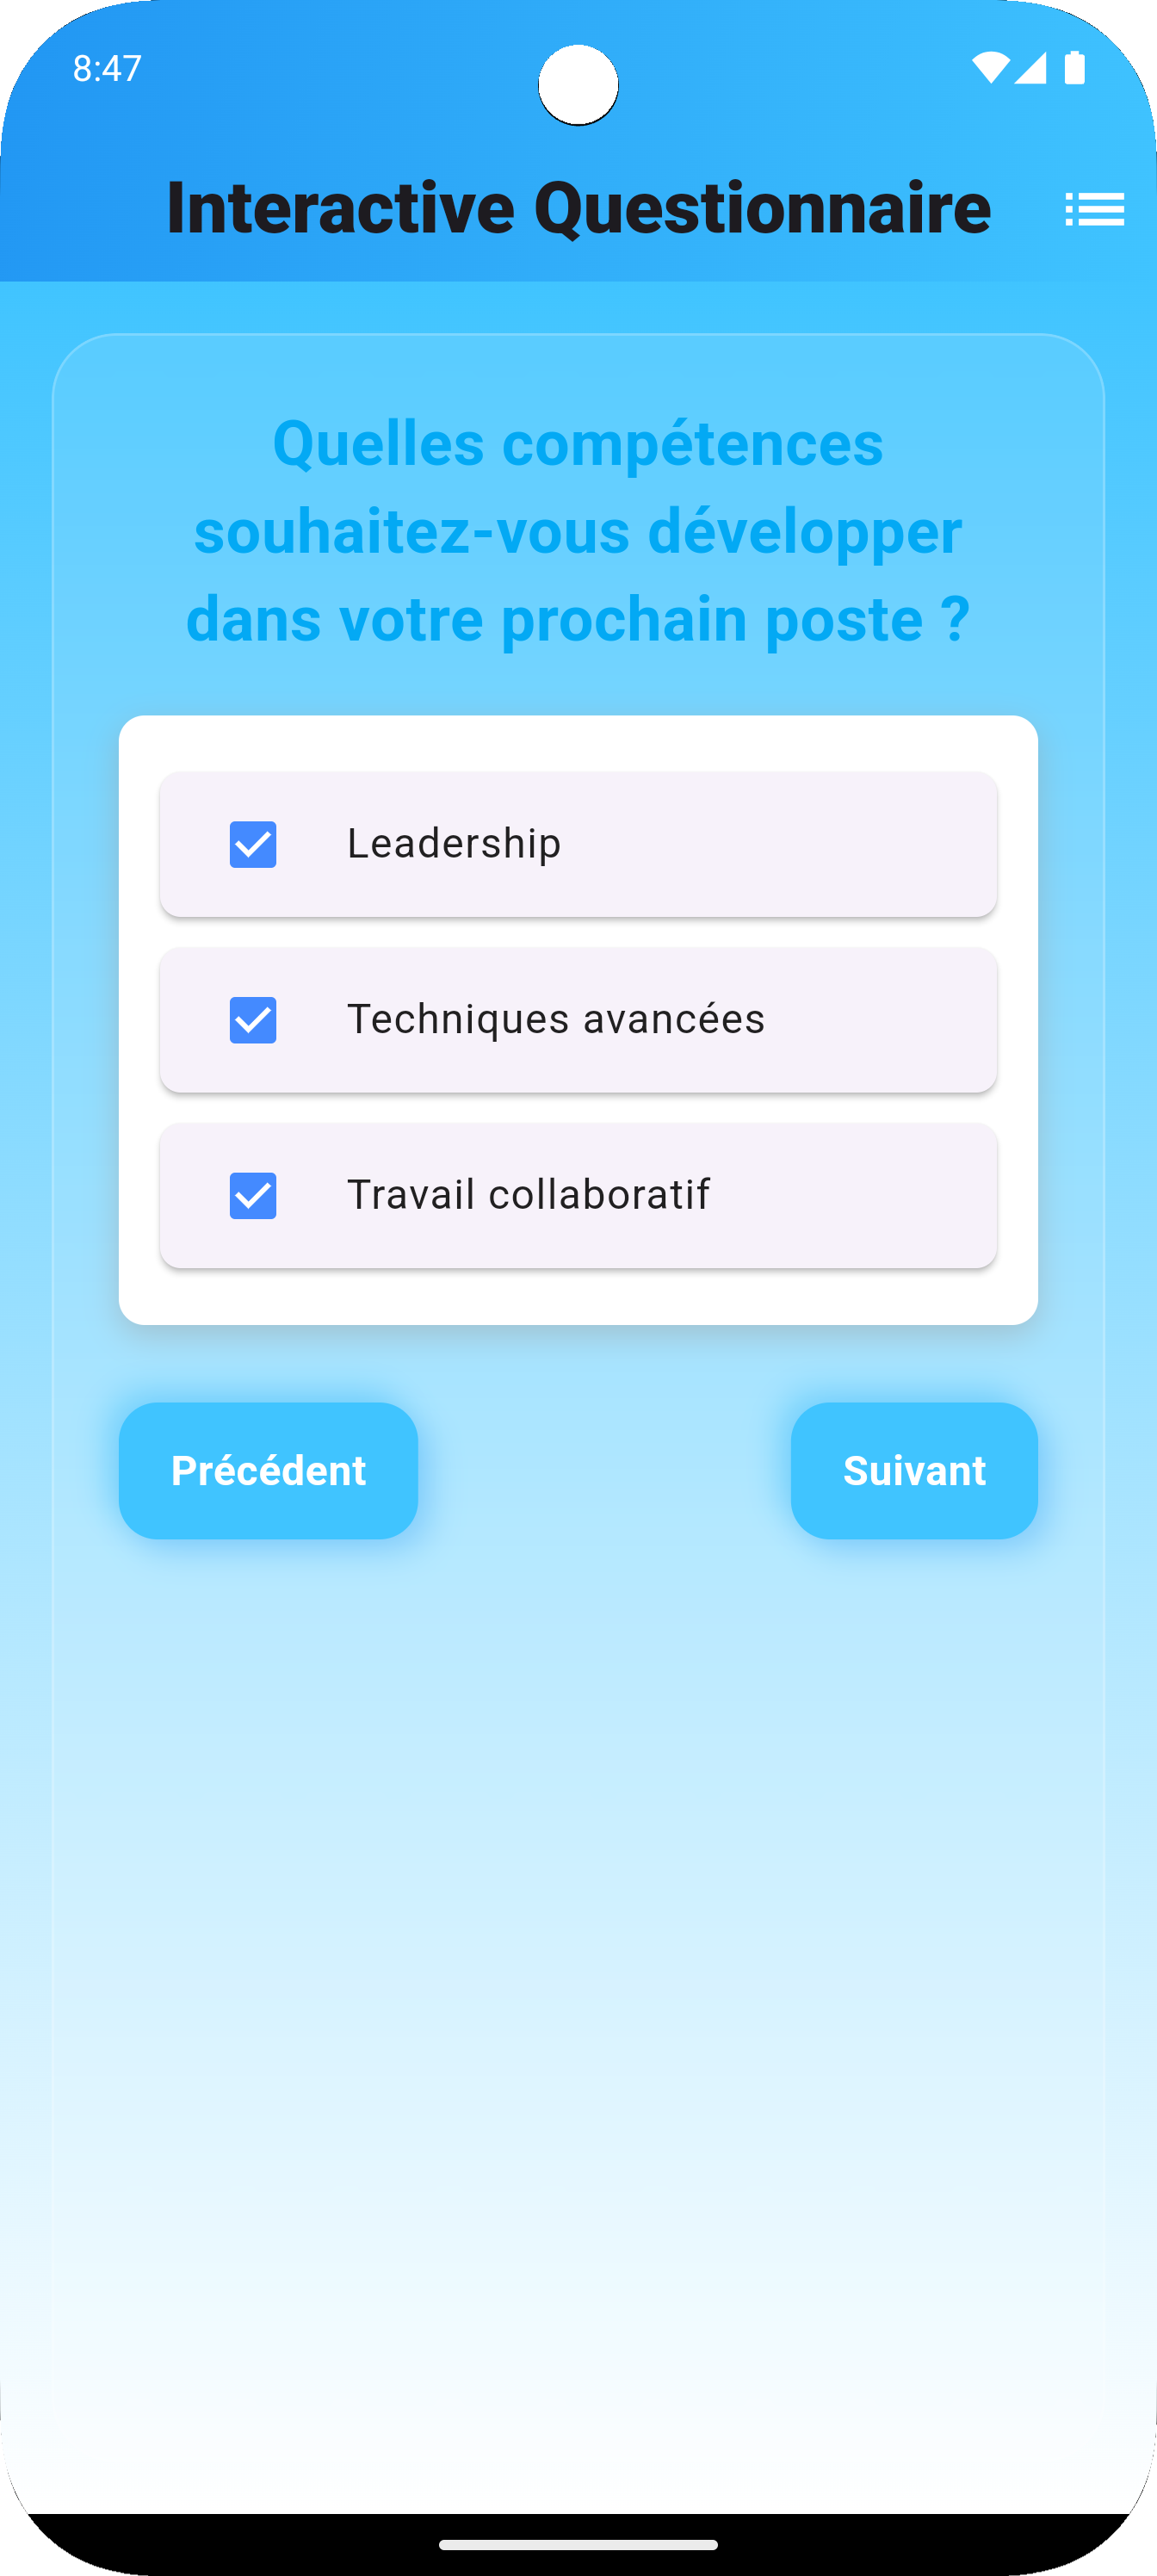 8:47
Interactive Questionnaire
Quelles compétences
souhaitez-vous développer
dans votre prochain poste ?
Leadership
Techniques avancées
Travail collaboratif
Précédent
Suivant